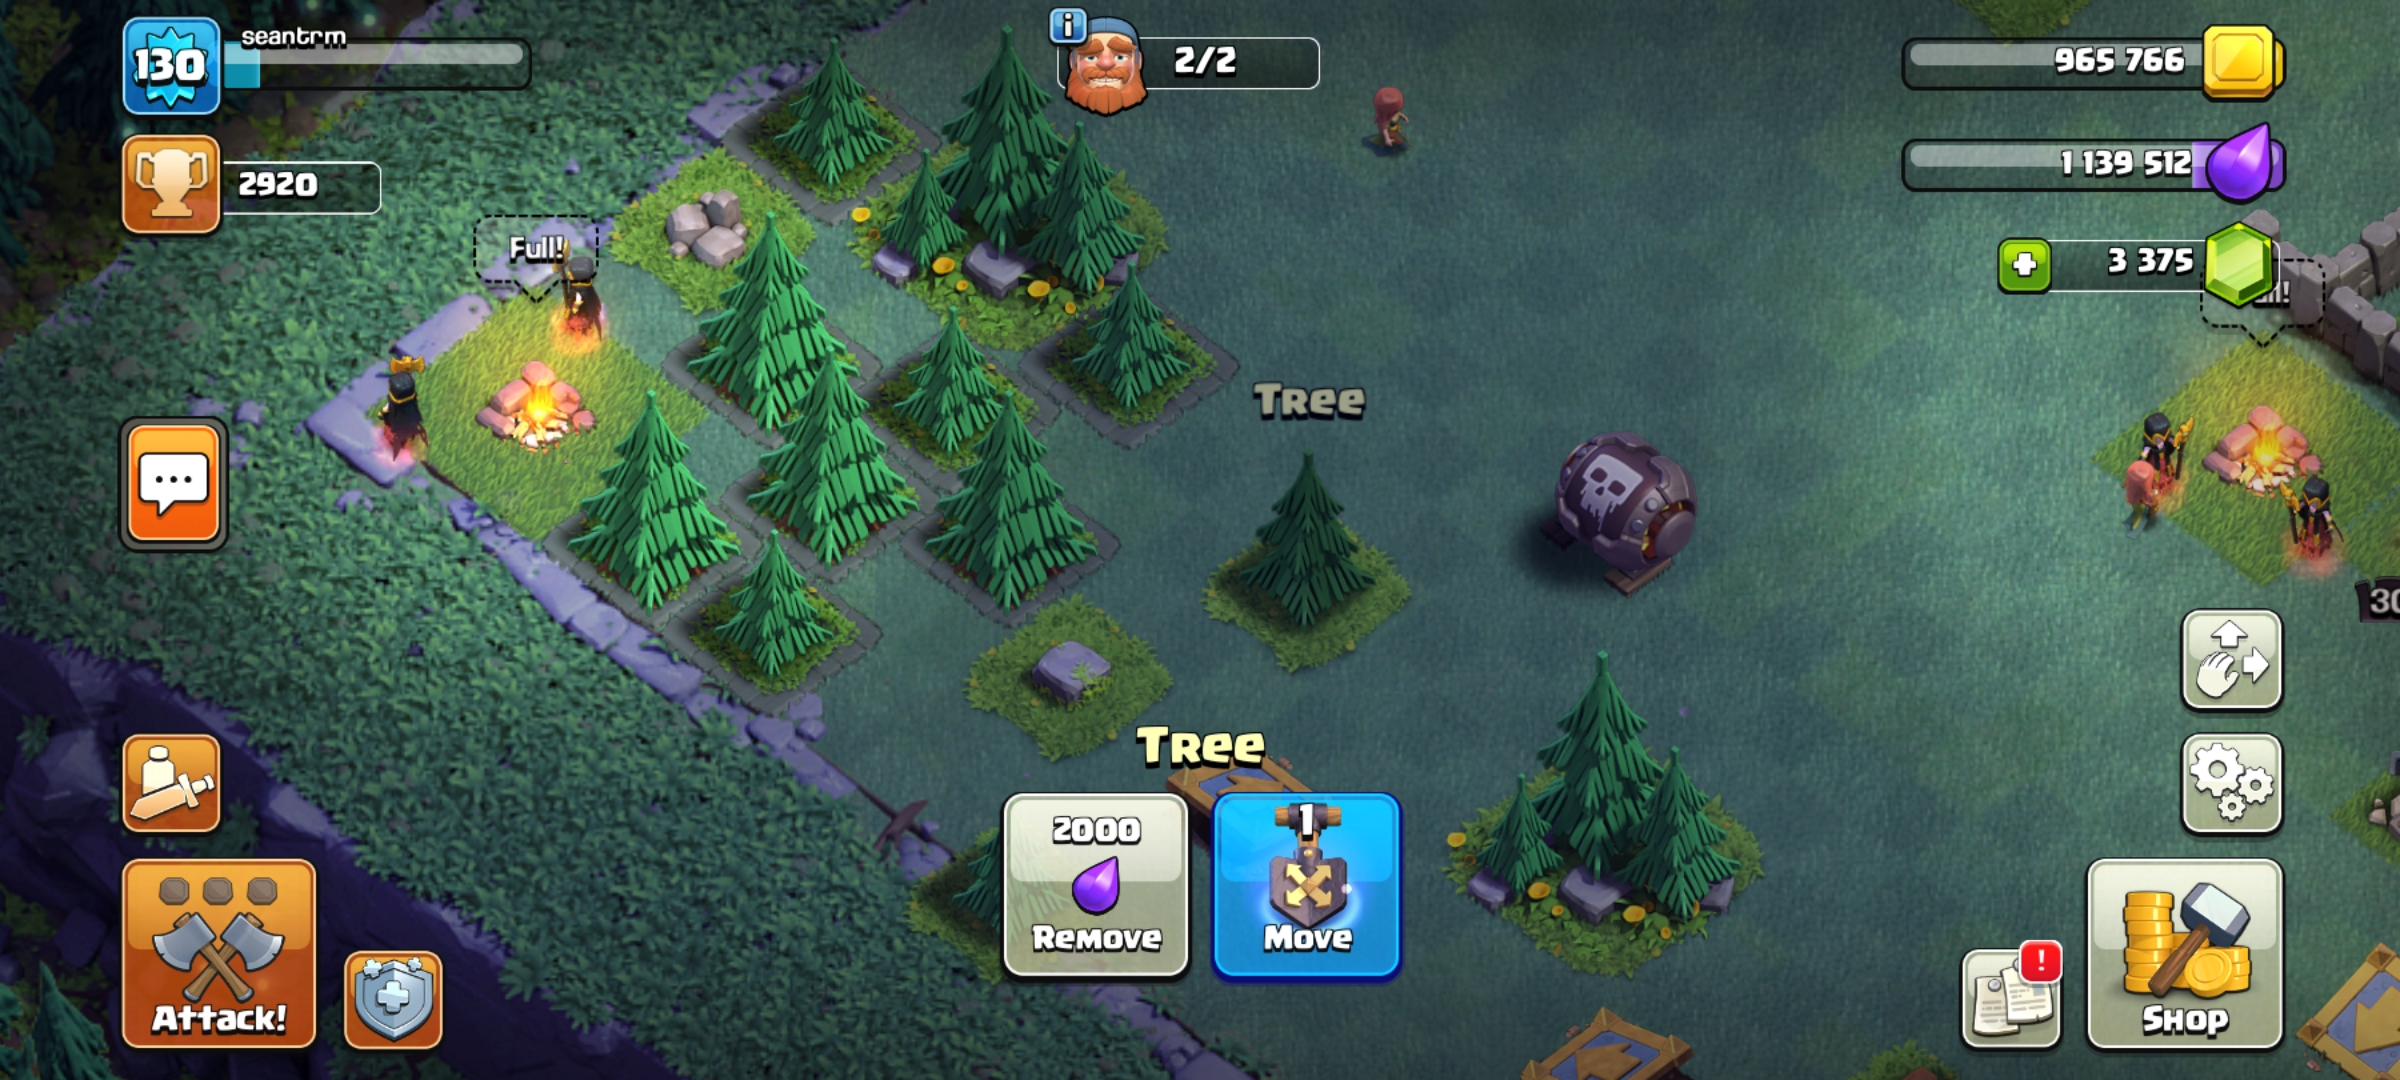 seantrm
130
2/2
965 766
2920
1 139 512
Full!
3 375
Tree
Tree
2000
1
Remove
Move
Attack!
!
Shop